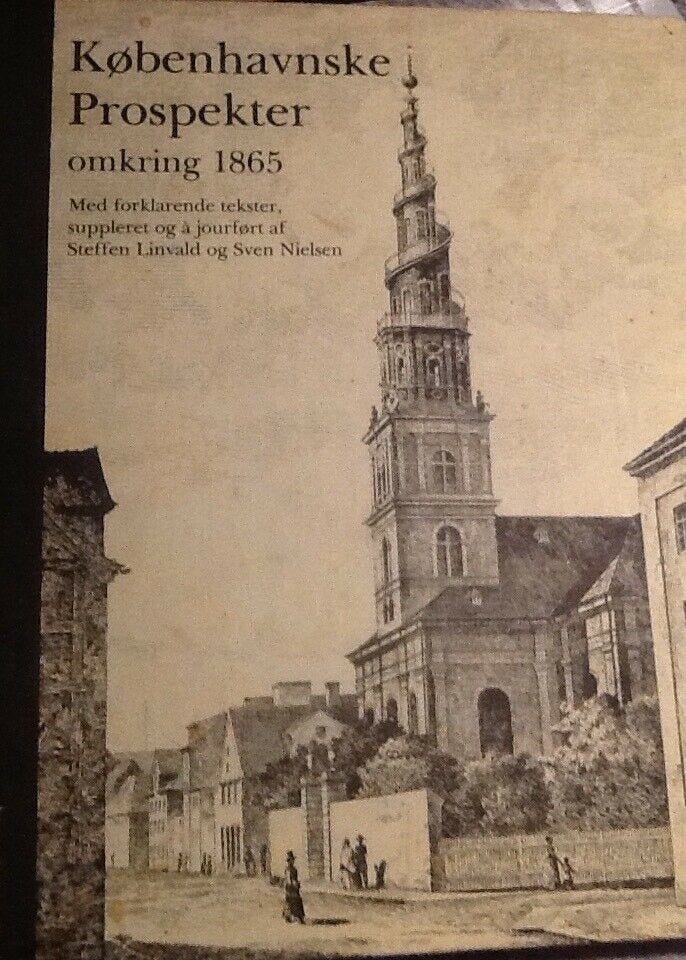 Københavnske
Prospekter
omkring 1865
Med forklarende tekster,
suppleret og à jourført af
Steffen Linvald og Sven Nielsen